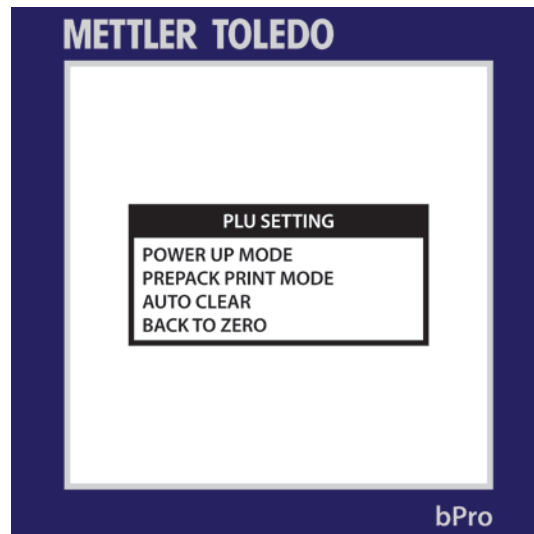 METTLER TOLEDO
PLU SETTING
POWER UP MODE
PREPACK PRINT MODE
AUTO CLEAR
BACK TO ZERO
bPro